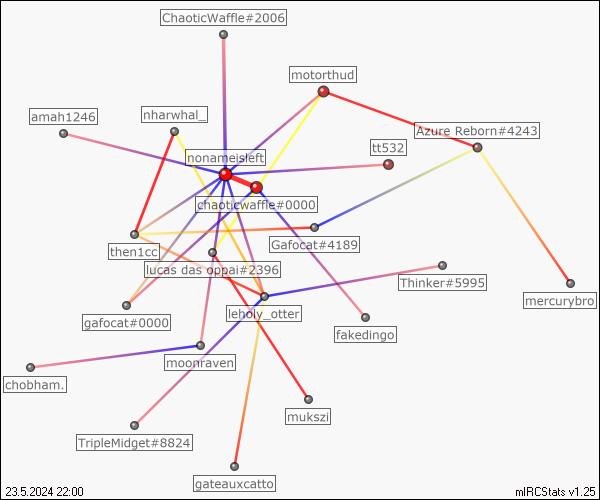 ChaoticWaffle#2006
motorthud
amah1246
nharwhal_
Azure Reborn#4243
tt532
nonameisleft
chaoticwaffle#0000
Gafocat#4189
then1cc
lucas das oppai#2396
Thinker#5995
mercurybro
gafocat#0000
leholy_otter
fakedingo
moonraven
chobham.
mukszi
TripleMidget#8824
gateauxcatto
23.5.2024 22:00
mIRCStats v1.25